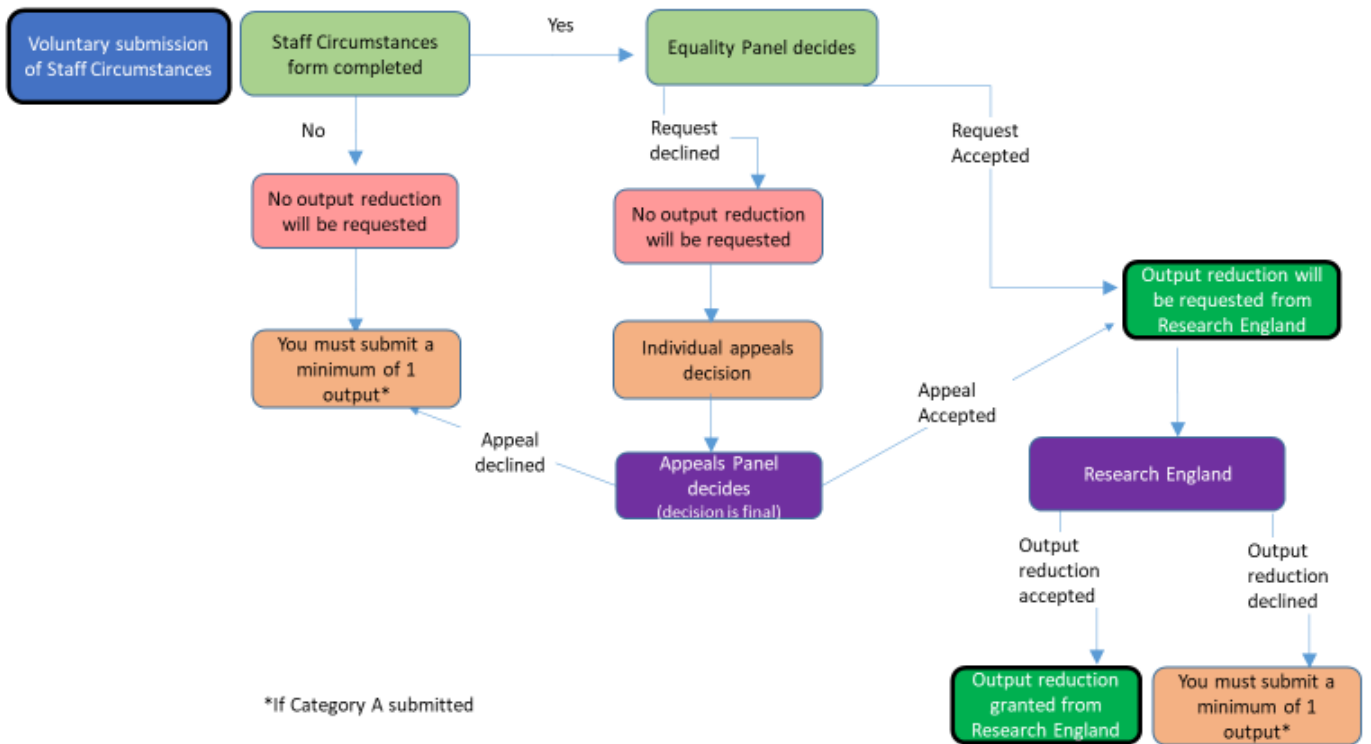 Voluntary submission
of Staff Circumstances
Staff Circumstances
form completed
Yes
Equality Panel decides
No
Request
declined
Request
Accepted
No output reduction
will be requested
No output reduction
will be requested
Output reduction will
be requested from
Research England
You must submit a
minimum of 1
output*
Individual appeals
decision
Appeal
Accepted
Appeal
declined
Appeals Panel
decides
(decision is final)
Research England
Output
reduction
accepted
Output
reduction
declined
*If Category A submitted
Output reduction
granted from
Research England
You must submit a
minimum of 1
output*